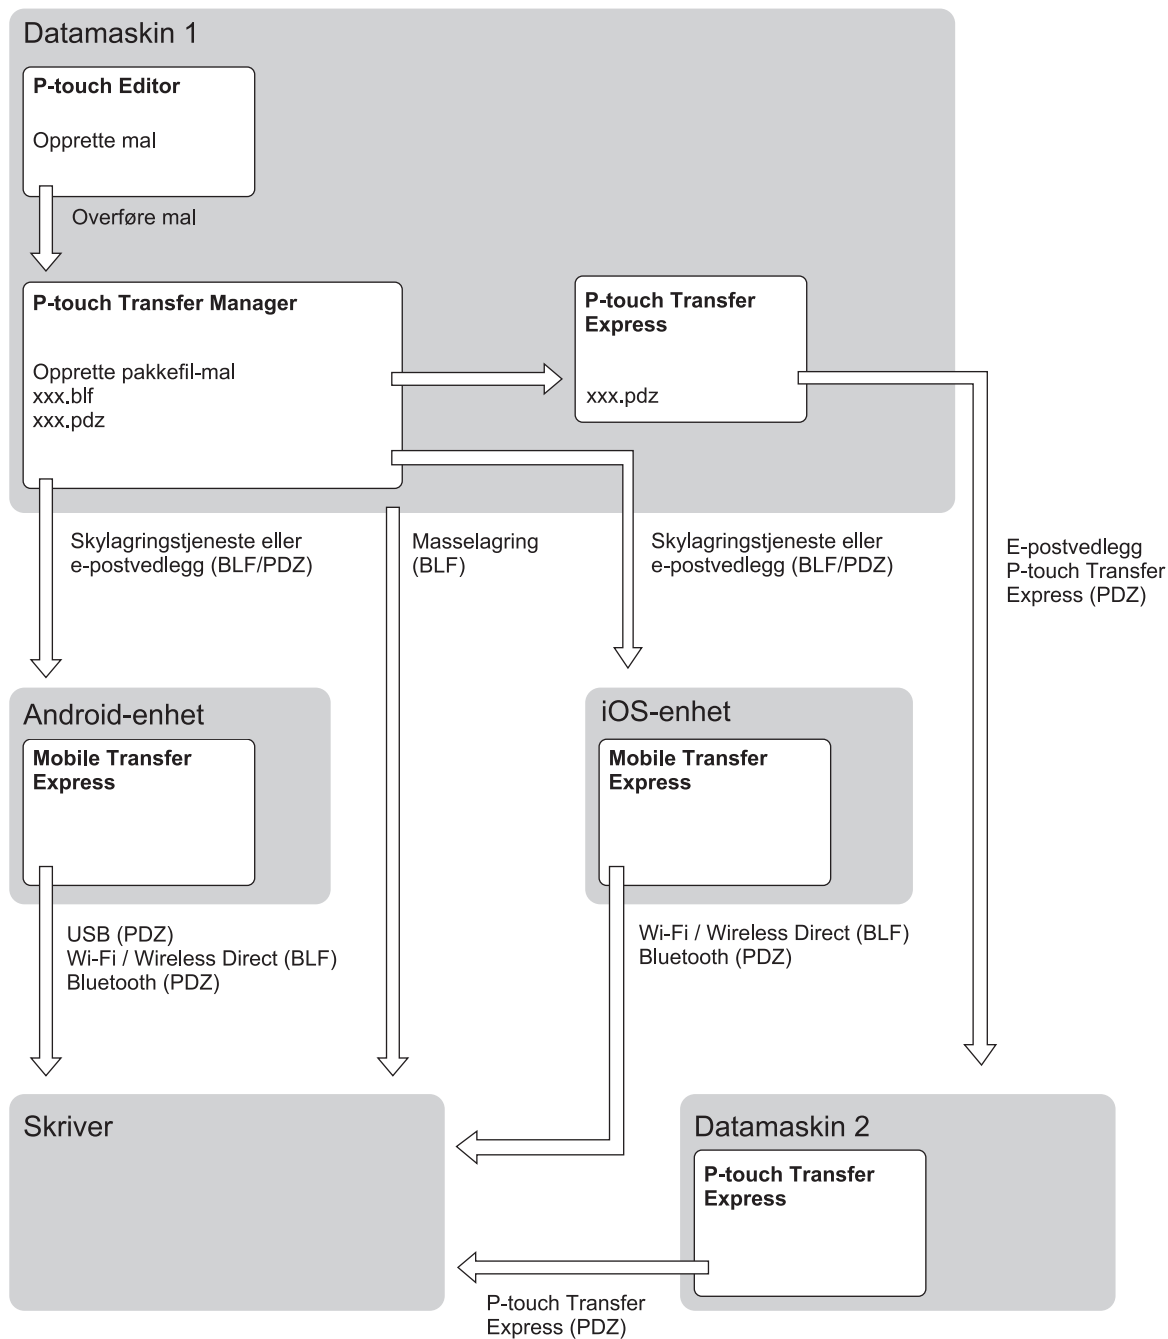 Datamaskin 1
P-touch Editor
Opprette mal
Overføre mal
P-touch Transfer Manager
Opprette pakkefil-mal
xxx.blf
xxx.pdz
P-touch Transfer
Express
xxx.pdz
Skylagringstjeneste eller
e-postvedlegg (BLF/PDZ)
Masselagring
(BLF)
Skylagringstjeneste eller
e-postvedlegg (BLF/PDZ)
E-postvedlegg
P-touch Transfer
Express (PDZ)
Android-enhet
Mobile Transfer
Express
iOS-enhet
Mobile Transfer
Express
USB (PDZ)
Wi-Fi / Wireless Direct (BLF)
Bluetooth (PDZ)
Wi-Fi / Wireless Direct (BLF)
Bluetooth (PDZ)
Skriver
Datamaskin 2
P-touch Transfer
Express
P-touch Transfer
Express (PDZ)